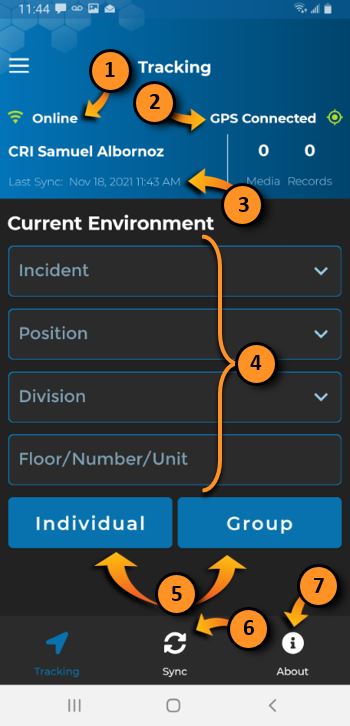 11:44
1
Tracking
2
Online
GPS Connected
CRI Samuel Albornoz
0 0
Last Sync: Nov 18, 2021 11:43 AM
Media Records
3
Current Environment
Incident
Position
4
Division
Floor/Number/Unit
Individual Group
5
6
7
Tracking Sync About